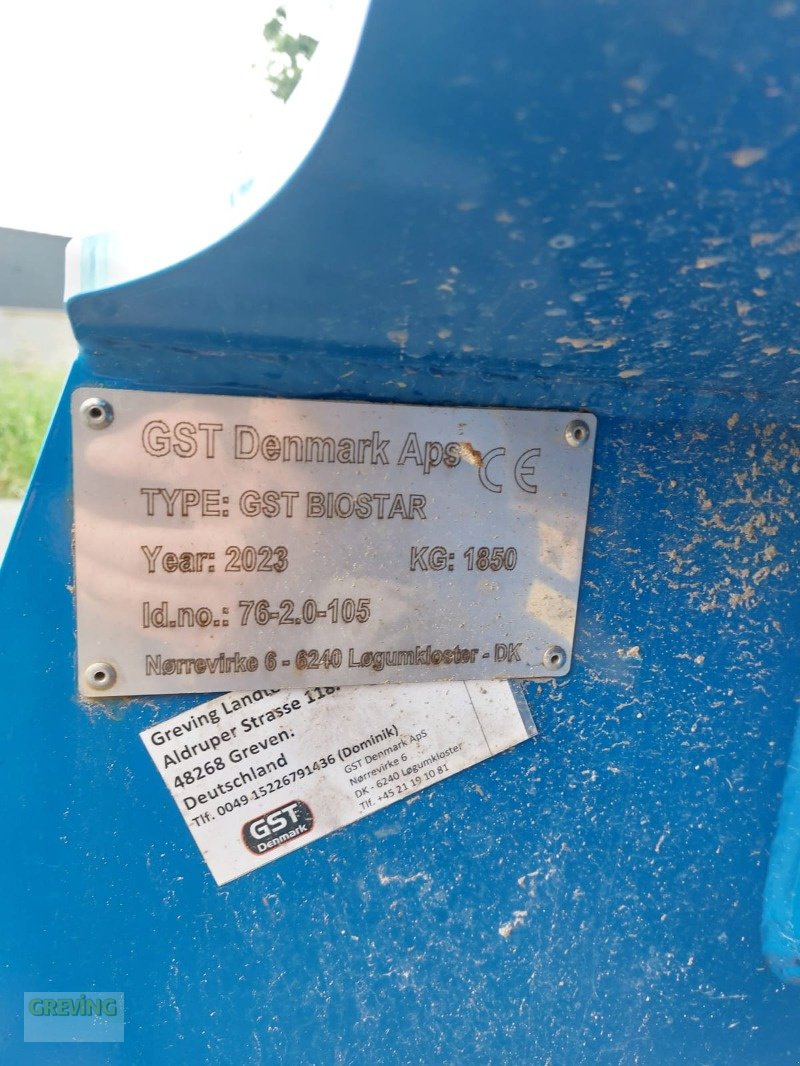 GST Denmark Aps CE
TYPE: GST BIOSTAR
Year: 2023 KG: 1850
Id.no.: 76-2.0-105
Nørrevirke 6 - 6240 Løgumkloster - DK
Greving
Aldruper Strasse
48268 Greven:
Deutschland
Tlf. 0049 15226791436 (Dominik)
GST Denmark ApS
Nørrevirke 6
DK - 6240 Løgumkloster
Tlf. +45 21 19 10 81
GST
Denmark
GREVING